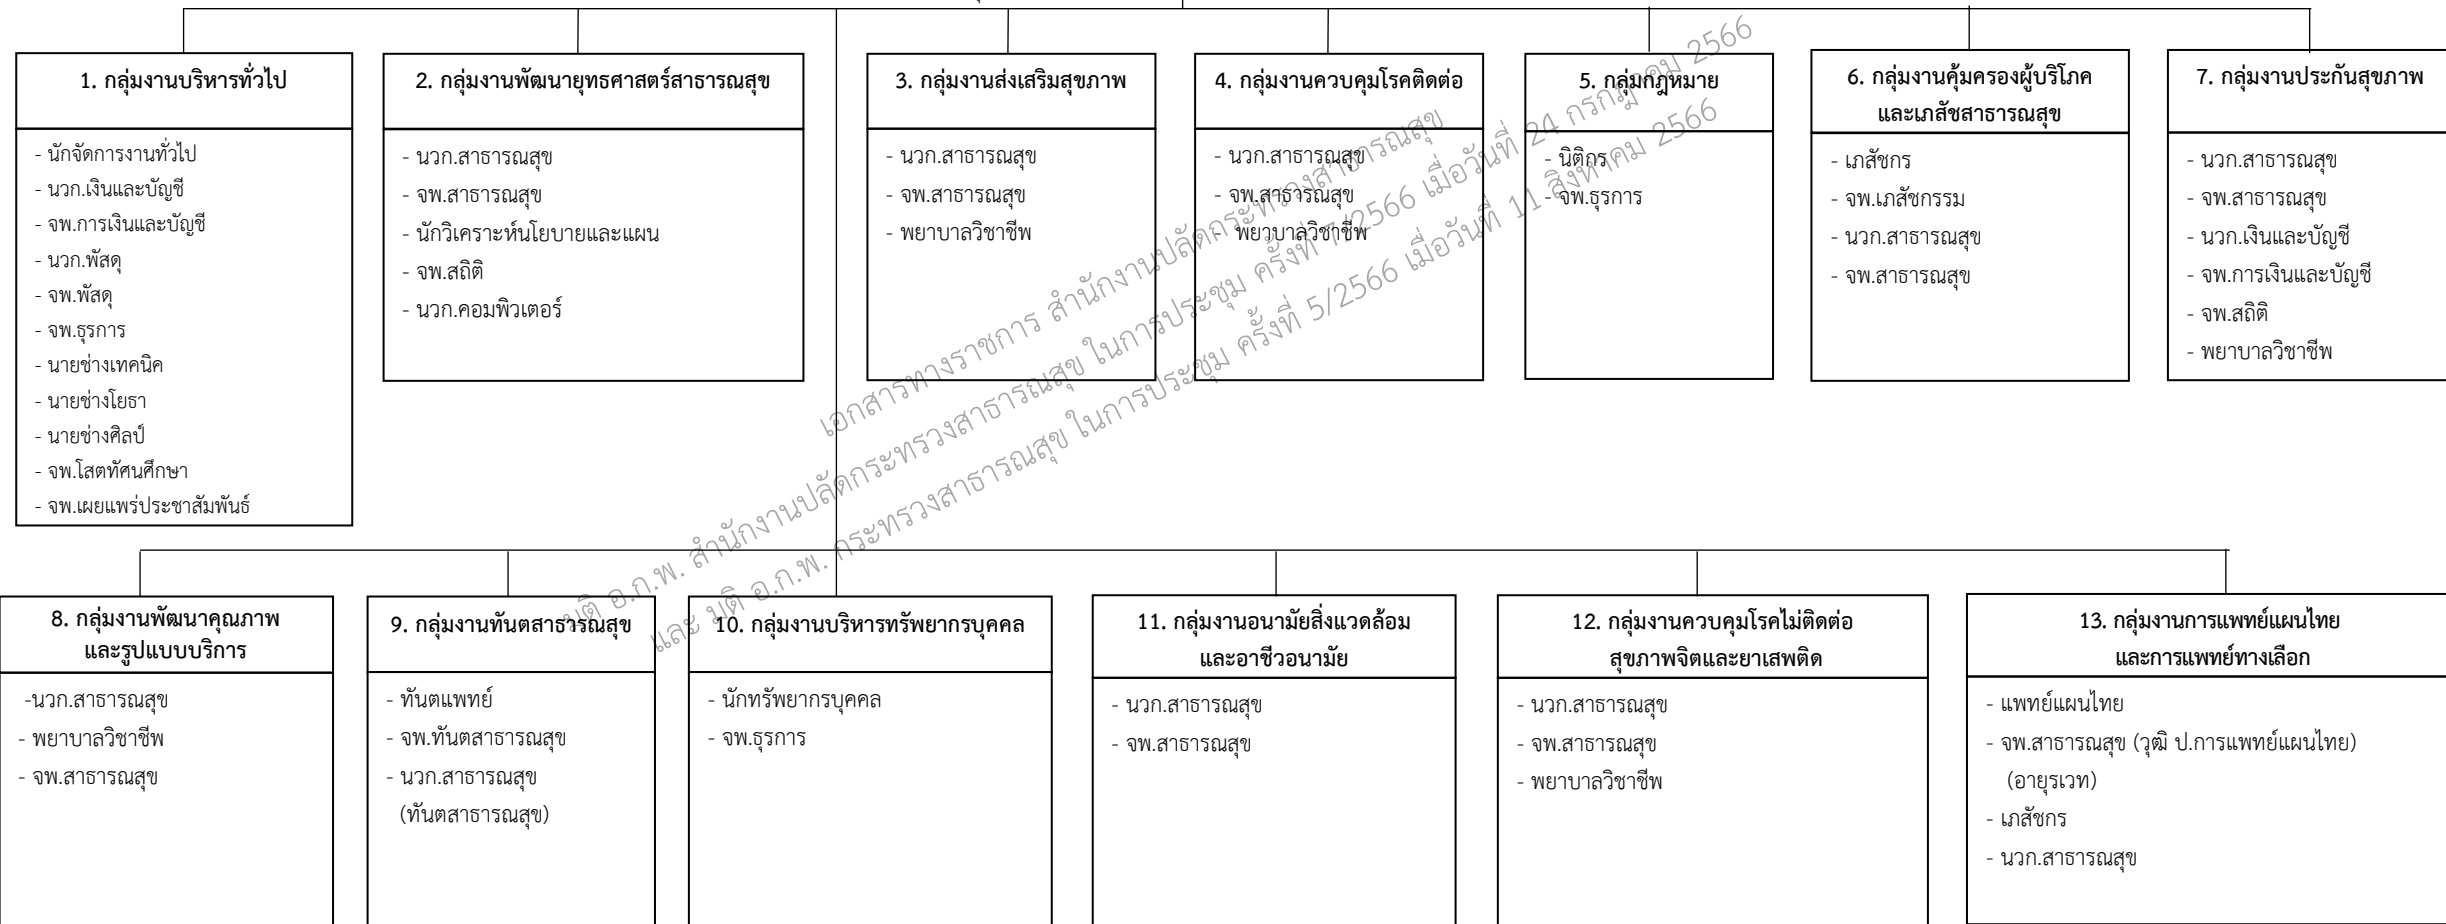 1. กลุ่มงานบริหารทั่วไป
- นักจัดการงานทั่วไป
- นวก.เงินและบัญชี
- จพ.การเงินและบัญชี
- นวก.พัสดุ
- จพ.พัสดุ
- จพ.ธุรการ
- นายช่างเทคนิค
- นายช่างโยธา
- นายช่างศิลป์
- จพ.โสตทัศนศึกษา
- จพ.เผยแพร่ประชาสัมพันธ์
2. กลุ่มงานพัฒนายุทธศาสตร์สาธารณสุข
- นวก.สาธารณสุข
- จพ.สาธารณสุข
- นักวิเคราะห์นโยบายและแผน
- จพ.สถิติ
- นวก.คอมพิวเตอร์
3. กลุ่มงานส่งเสริมสุขภาพ
- นวก.สาธารณสุข
- จพ.สาธารณสุข
- พยาบาลวิชาชีพ
4. กลุ่มงานควบคุมโรคติดต่อ
- นวก.สาธารณสุข
- จพ.สาธารณสุข
- พยาบาลวิชาชีพ
5. กลุ่มกฎหมาย
- นิติกร
- จพ.ธุรการ
6. กลุ่มงานคุ้มครองผู้บริโภค
และเภสัชสาธารณสุข
- เภสัชกร
- จพ.เภสัชกรรม
- นวก.สาธารณสุข
- จพ.สาธารณสุข
7. กลุ่มงานประกันสุขภาพ
- นวก.สาธารณสุข
- จพ.สาธารณสุข
- นวก.เงินและบัญชี
- จพ.การเงินและบัญชี
- จพ.สถิติ
- พยาบาลวิชาชีพ
เอกสารทางราชการ สำนักงานปลัดกระทรวงสาธารณสุข
มติ อ.ก.พ. สำนักงานปลัดกระทรวงสาธารณสุข ในการประชุม ครั้งที่ 7/2566 เมื่อวันที่ 24 กรกฎาคม 2566
และ มติ อ.ก.พ. กระทรวงสาธารณสุข ในการประชุม ครั้งที่ 5/2566 เมื่อวันที่ 11 สิงหาคม 2566
8. กลุ่มงานพัฒนาคุณภาพ
และรูปแบบบริการ
-นวก.สาธารณสุข
- พยาบาลวิชาชีพ
- จพ.สาธารณสุข
9. กลุ่มงานทันตสาธารณสุข
- ทันตแพทย์
- จพ.ทันตสาธารณสุข
- นวก.สาธารณสุข
(ทันตสาธารณสุข)
10. กลุ่มงานบริหารทรัพยากรบุคคล
- นักทรัพยากรบุคคล
- จพ.ธุรการ
11. กลุ่มงานอนามัยสิ่งแวดล้อม
และอาชีวอนามัย
- นวก.สาธารณสุข
- จพ.สาธารณสุข
12. กลุ่มงานควบคุมโรคไม่ติดต่อ
สุขภาพจิตและยาเสพติด
- นวก.สาธารณสุข
- จพ.สาธารณสุข
- พยาบาลวิชาชีพ
13. กลุ่มงานการแพทย์แผนไทย
และการแพทย์ทางเลือก
- แพทย์แผนไทย
- จพ.สาธารณสุข (วุฒิ ป.การแพทย์แผนไทย)
(อายุรเวท)
- เภสัชกร
- นวก.สาธารณสุข